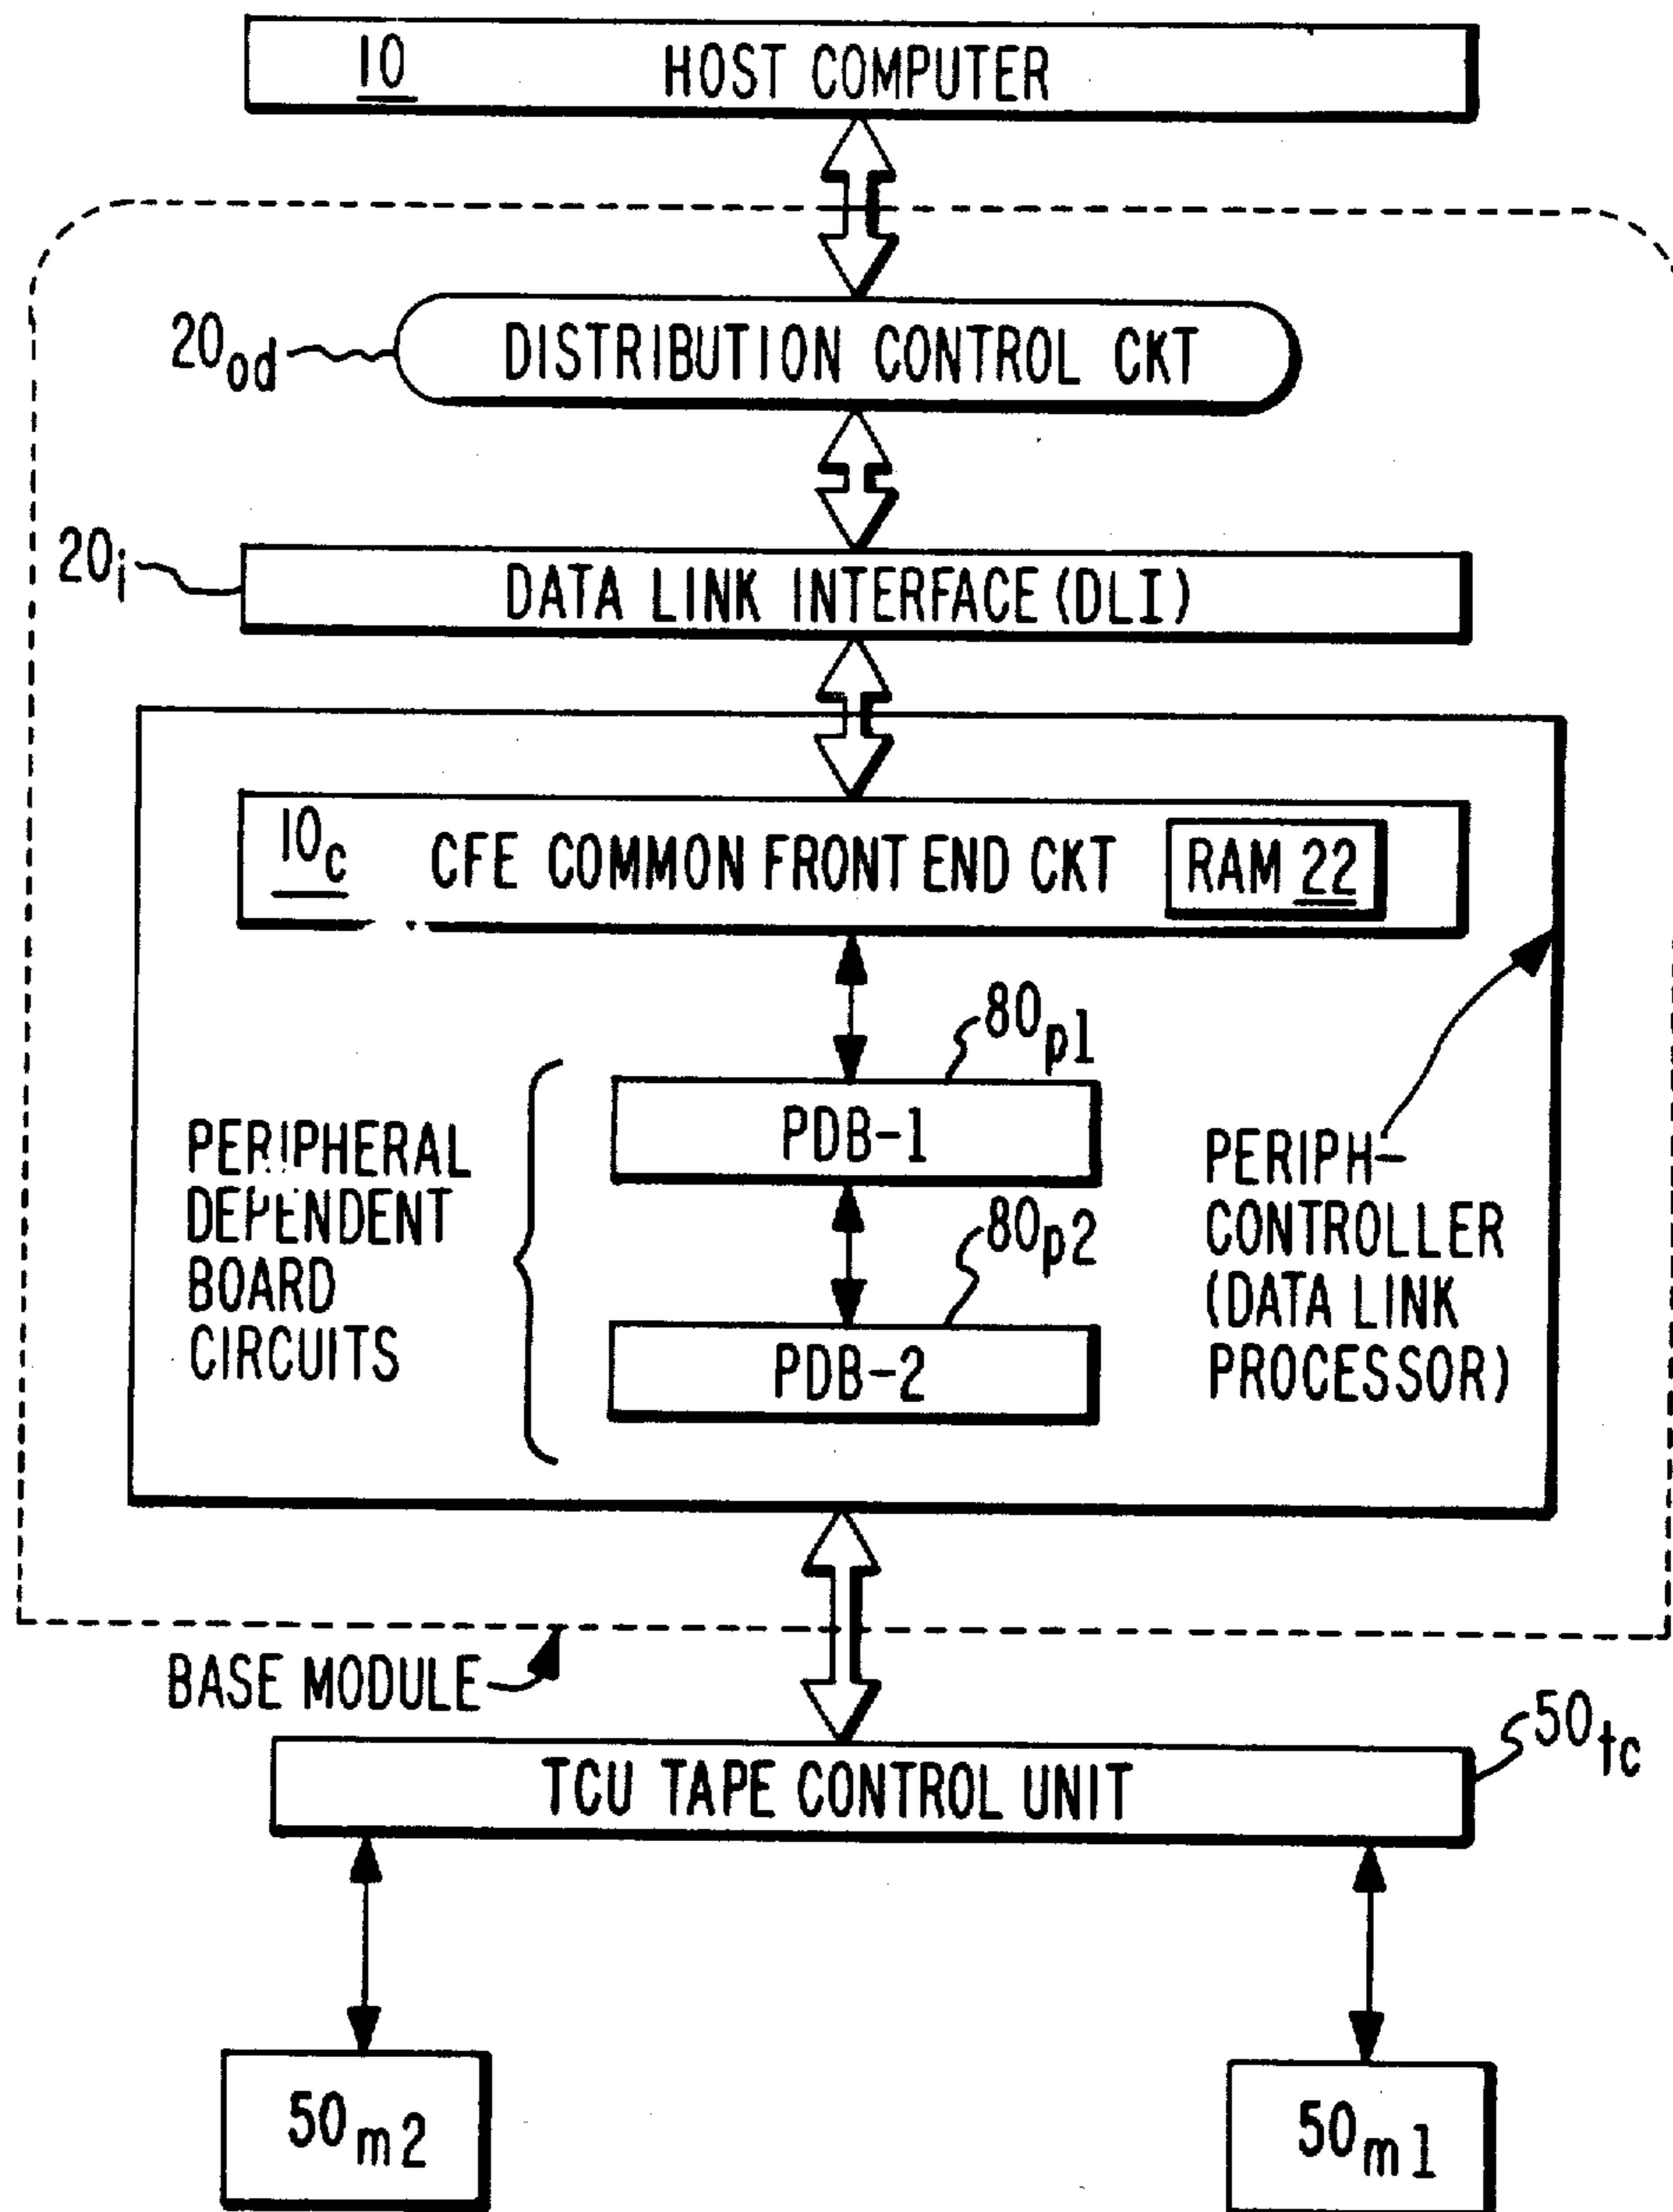 10 HOST COMPUTER
20od DISTRIBUTION CONTROL CKT
20i DATA LINK INTERFACE (DLI)
10c CFE COMMON FRONT END CKT RAM 22
80p1
PDB-1
80p2
PDB-2
PERIPHERAL
DEPENDENT
BOARD
CIRCUITS
PERIPH-
CONTROLLER
(DATA LINK
PROCESSOR)
BASE MODULE
50tc
TCU TAPE CONTROL UNIT
50m2
50m1